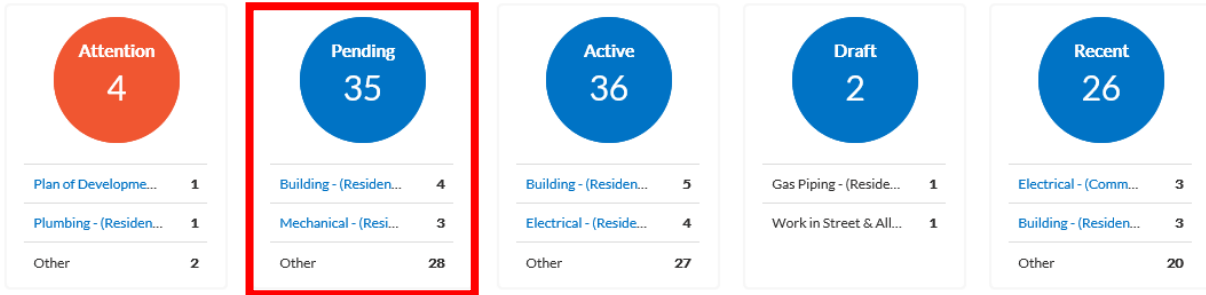 Attention
4
Plan of Developme... 1
Plumbing - (Residen... 1
Other 2
Pending
35
Building - (Residen... 4
Mechanical - (Resi... 3
Other 28
Active
36
Building - (Residen... 5
Electrical - (Reside... 4
Other 27
Draft
2
Gas Piping - (Reside... 1
Work in Street & All... 1
Recent
26
Electrical - (Comm... 3
Building - (Residen... 3
Other 20